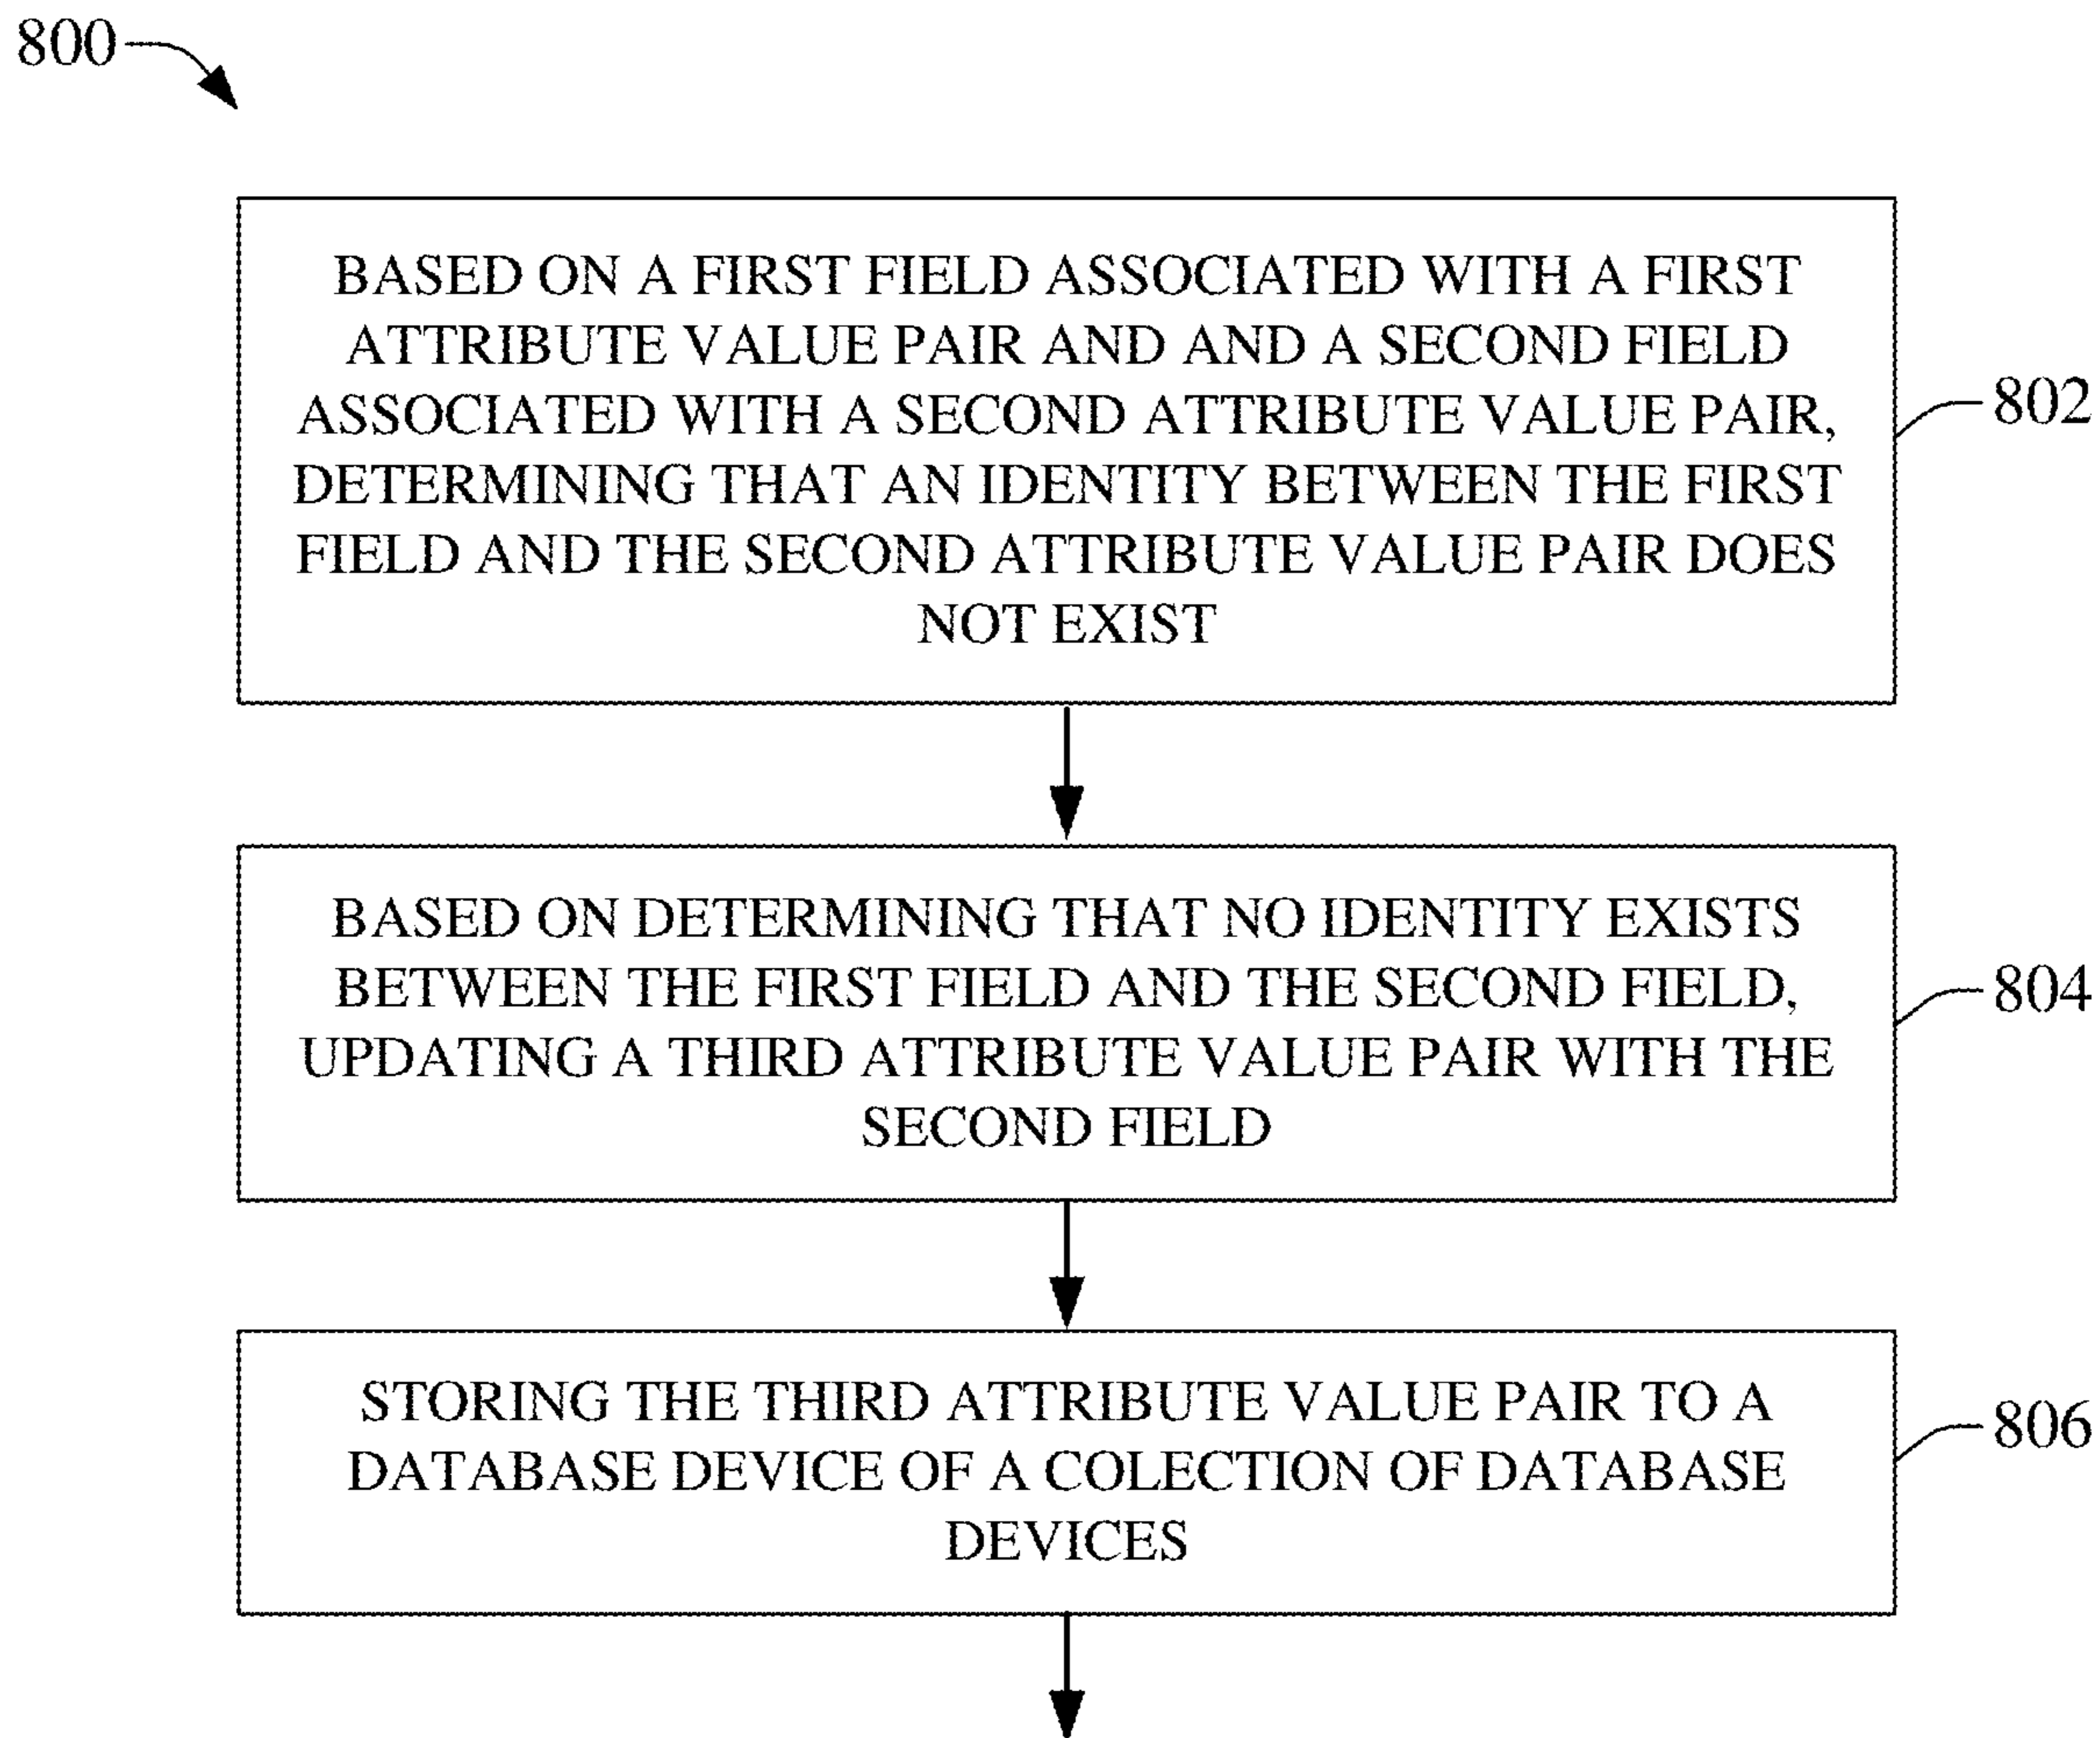 800
BASED ON A FIRST FIELD ASSOCIATED WITH A FIRST
ATTRIBUTE VALUE PAIR AND AND A SECOND FIELD
ASSOCIATED WITH A SECOND ATTRIBUTE VALUE PAIR,
DETERMINING THAT AN IDENTITY BETWEEN THE FIRST
FIELD AND THE SECOND ATTRIBUTE VALUE PAIR DOES
NOT EXIST
802
BASED ON DETERMINING THAT NO IDENTITY EXISTS
BETWEEN THE FIRST FIELD AND THE SECOND FIELD,
UPDATING A THIRD ATTRIBUTE VALUE PAIR WITH THE
SECOND FIELD
804
STORING THE THIRD ATTRIBUTE VALUE PAIR TO A
DATABASE DEVICE OF A COLECTION OF DATABASE
DEVICES
806